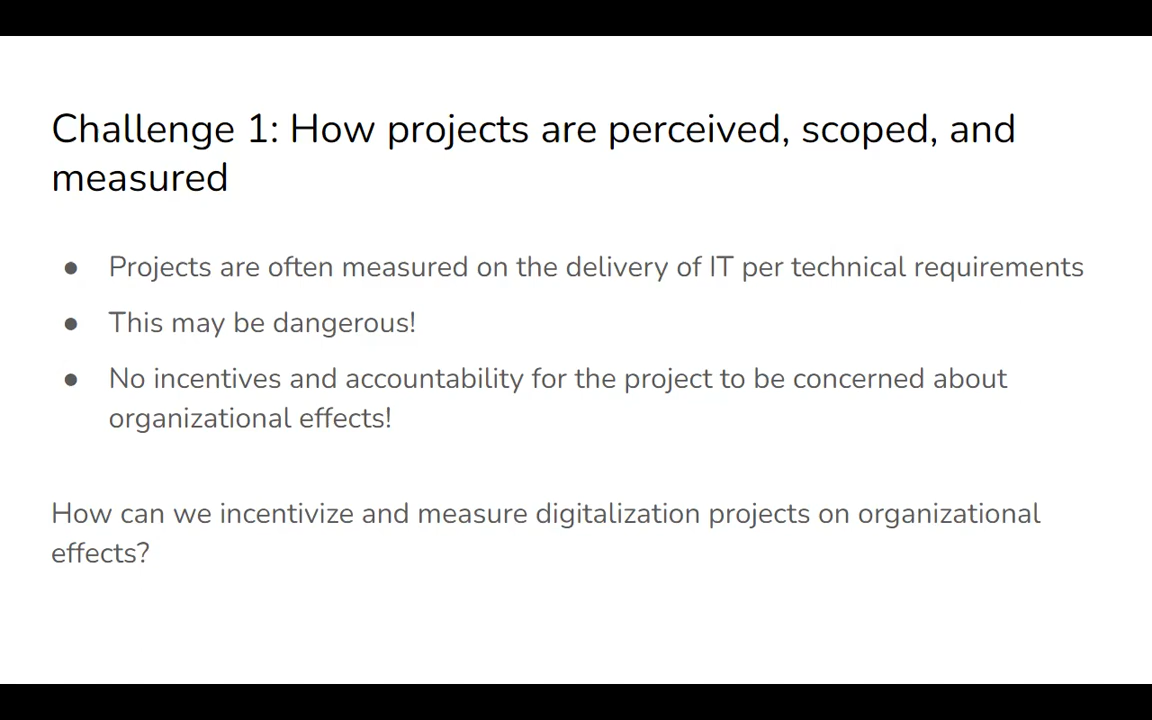 Challenge 1: How projects are perceived, scoped, and
measured
● Projects are often measured on the delivery of IT per technical requirements
● This may be dangerous!
● No incentives and accountability for the project to be concerned about
organizational effects!
How can we incentivize and measure digitalization projects on organizational
effects?